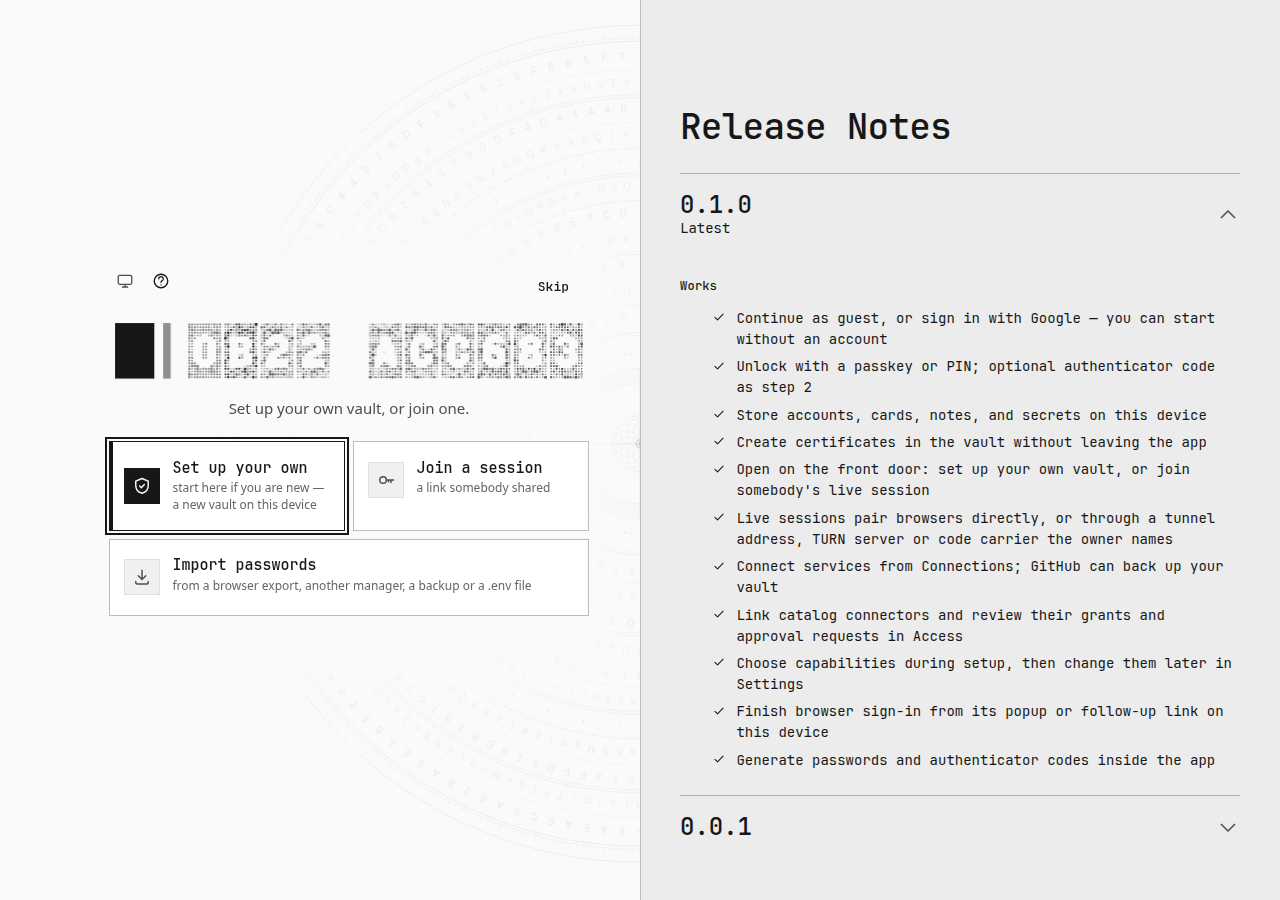 Skip
Set up your own vault, or join one.
Set up your own
start here if you are new —
a new vault on this device
Join a session
a link somebody shared
Import passwords
from a browser export, another manager, a backup or a .env file
Release Notes
0.1.0
Latest
Works
Continue as guest, or sign in with Google — you can start
without an account
Unlock with a passkey or PIN; optional authenticator code
as step 2
Store accounts, cards, notes, and secrets on this device
Create certificates in the vault without leaving the app
Open on the front door: set up your own vault, or join
somebody's live session
Live sessions pair browsers directly, or through a tunnel
address, TURN server or code carrier the owner names
Connect services from Connections; GitHub can back up your
vault
Link catalog connectors and review their grants and
approval requests in Access
Choose capabilities during setup, then change them later in
Settings
Finish browser sign-in from its popup or follow-up link on
this device
Generate passwords and authenticator codes inside the app
0.0.1